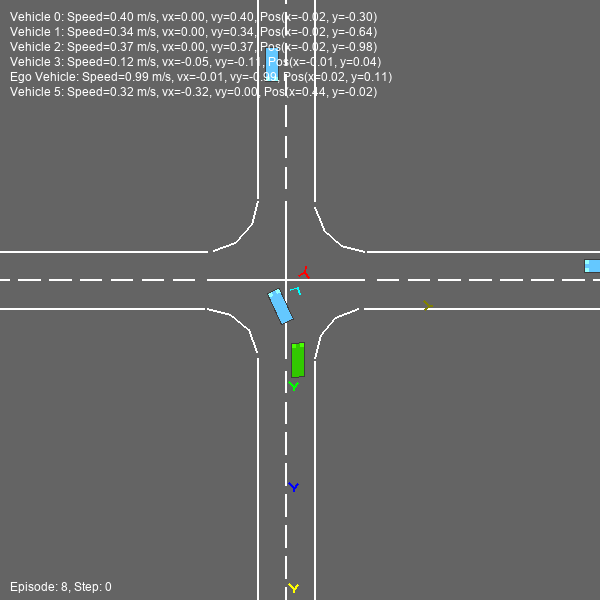 Vehicle 0: Speed=0.40 m/s, vx=0.00, vy=0.40, Pos(x=-0.02, y=-0.30)
Vehicle 1: Speed=0.34 m/s, vx=0.00, vy=0.34, Pos(x=-0.02, y=-0.64)
Vehicle 2: Speed=0.37 m/s, vx=0.00, vy=0.37, Pos(x=-0.02, y=-0.98)
Vehicle 3: Speed=0.12 m/s, vx=-0.05, vy=-0.11, Pos(x=-0.01, y=0.04)
Ego Vehicle: Speed=0.99 m/s, vx=-0.01, vy=-0.99, Pos(x=0.02, y=0.11)
Vehicle 5: Speed=0.32 m/s, vx=-0.32, vy=0.00, Pos(x=0.44, y=-0.02)
Episode: 8, Step: 0